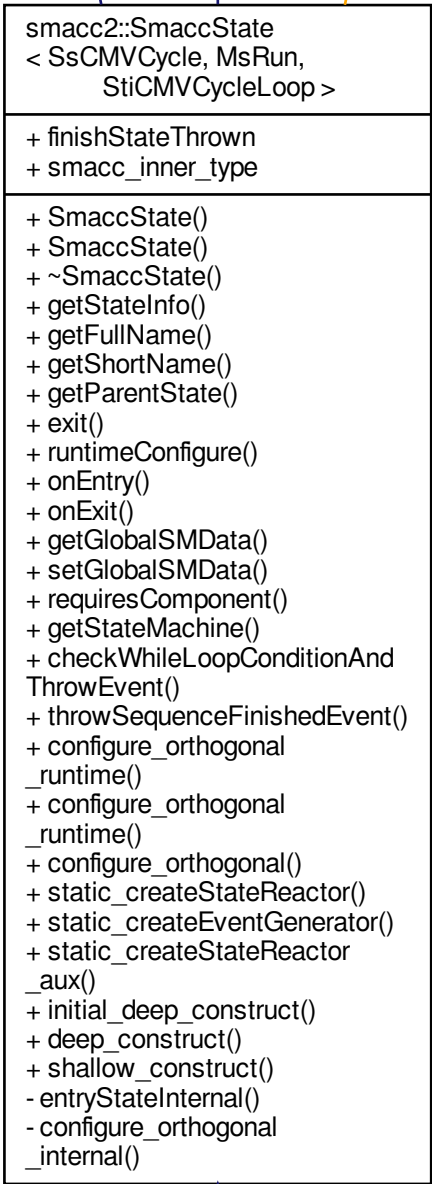 smacc2::SmaccState
< SsCMVCycle, MsRun,
StiCMVCycleLoop >
+ finishStateThrown
+ smacc_inner_type
+ SmaccState()
+ SmaccState()
+ ~SmaccState()
+ getStateInfo()
+ getFullName()
+ getShortName()
+ getParentState()
+ exit()
+ runtimeConfigure()
+ onEntry()
+ onExit()
+ getGlobalSMData()
+ setGlobalSMData()
+ requiresComponent()
+ getStateMachine()
+ checkWhileLoopConditionAnd
ThrowEvent()
+ throwSequenceFinishedEvent()
+ configure_orthogonal
_runtime()
+ configure_orthogonal
_runtime()
+ configure_orthogonal()
+ static_createStateReactor()
+ static_createEventGenerator()
+ static_createStateReactor
_aux()
+ initial_deep_construct()
+ deep_construct()
+ shallow_construct()
- entryStateInternal()
- configure_orthogonal
_internal()